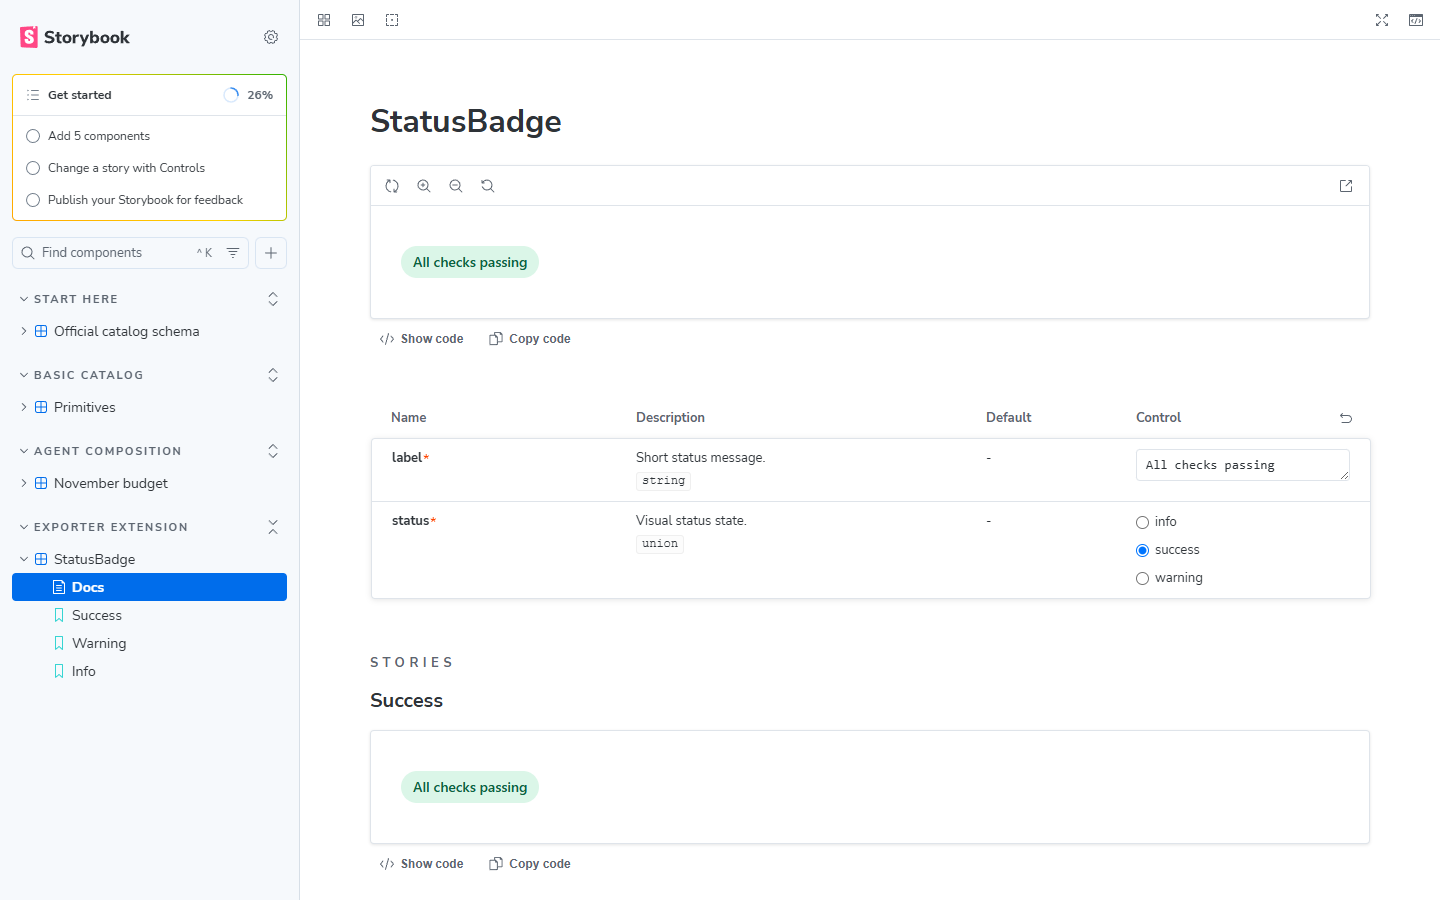 Storybook
Get started
26%
Add 5 components
Change a story with Controls
Publish your Storybook for feedback
Find components
^ K
START HERE
Official catalog schema
BASIC CATALOG
Primitives
AGENT COMPOSITION
November budget
EXPORTER EXTENSION
StatusBadge
Docs
Success
Warning
Info
StatusBadge
All checks passing
Show code
Copy code
Name Description Default Control
label* Short status message. - All checks passing
string
status* Visual status state. - info
union
success
warning
STORIES
Success
All checks passing
Show code
Copy code